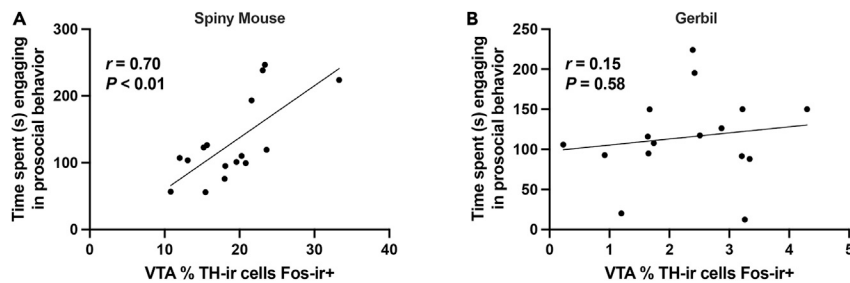 A
Spiny Mouse
300
200
100
0
Time spent (s) engaging
in prosocial behavior
r = 0.70
P < 0.01
0 10 20 30 40
VTA % TH-ir cells Fos-ir+
B
Gerbil
250
200
150
100
50
0
Time spent (s) engaging
in prosocial behavior
r = 0.15
P = 0.58
0 1 2 3 4 5
VTA % TH-ir cells Fos-ir+